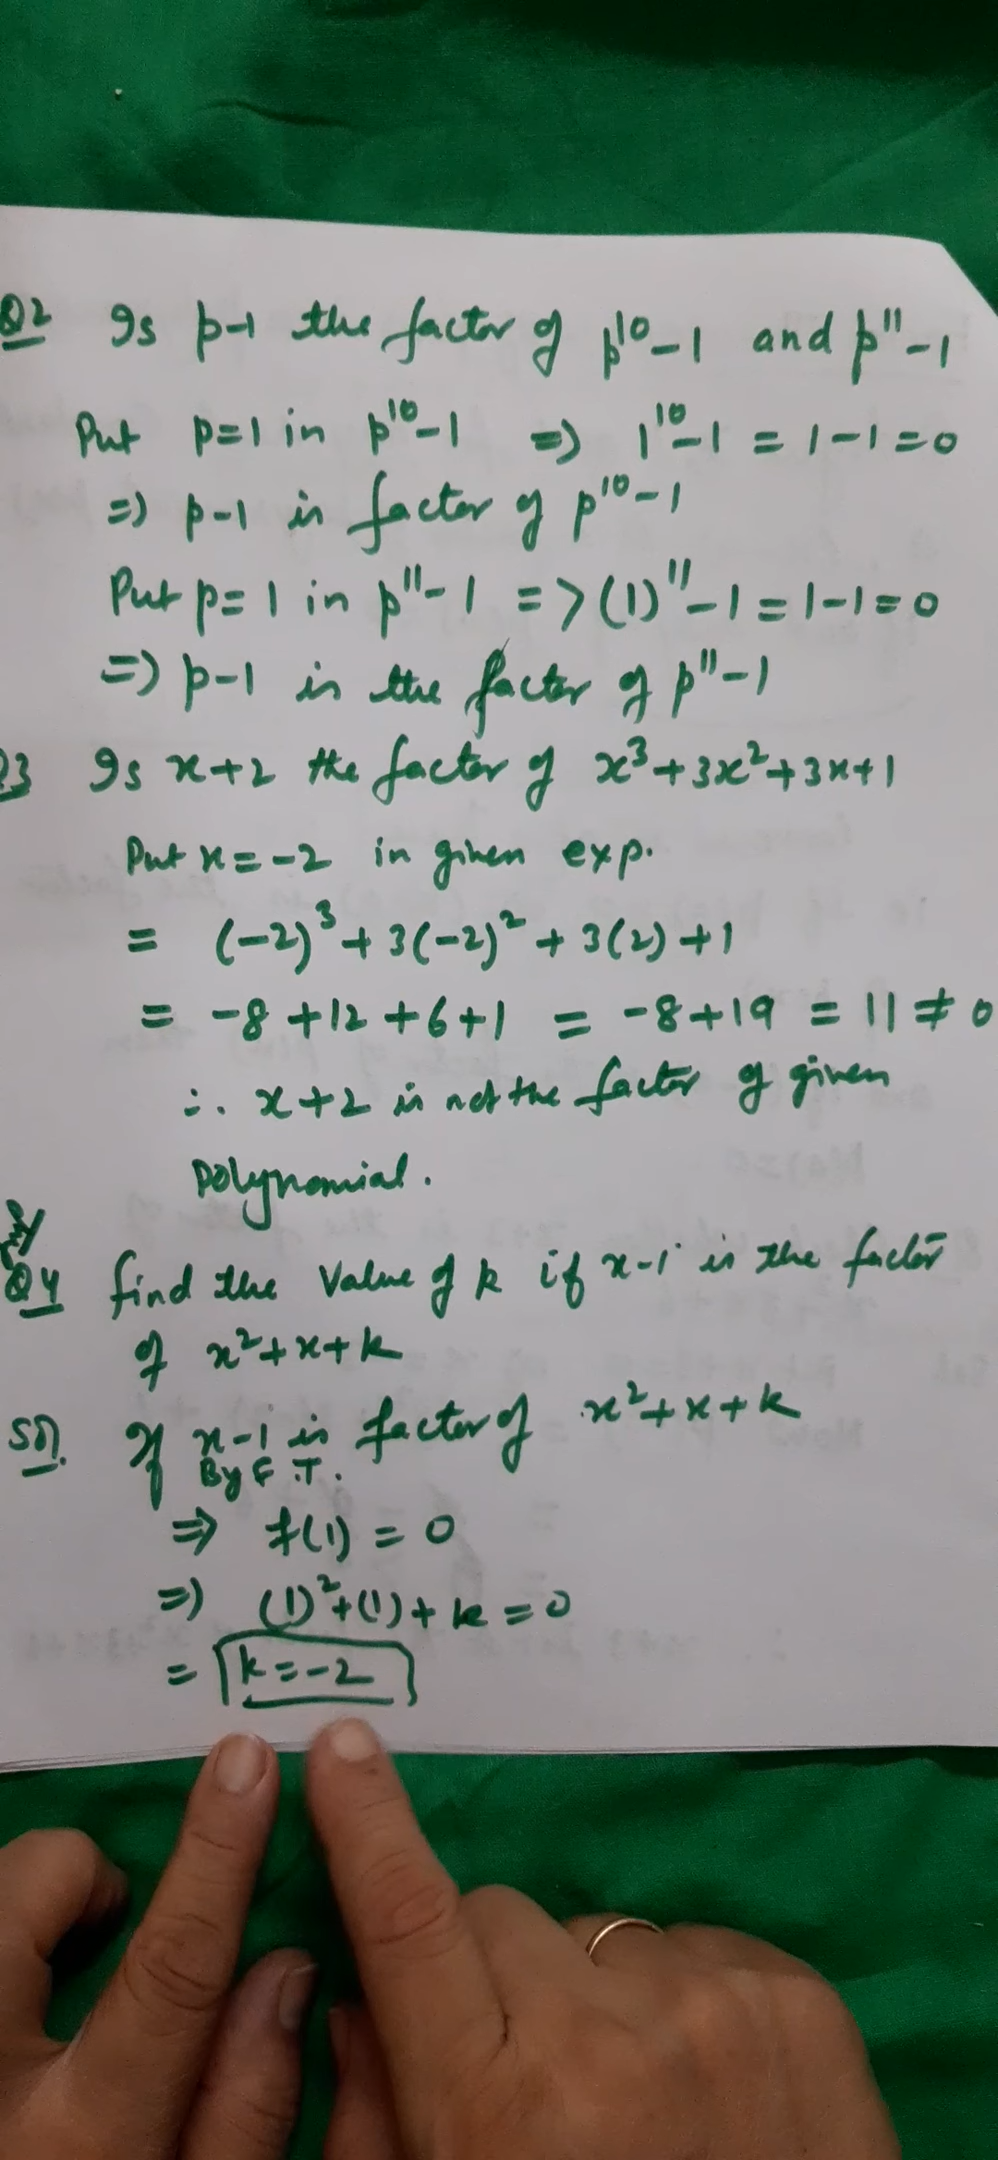 Q2 Is p-1 the factor of p¹⁰-1 and p¹¹-1
Put p=1 in p¹⁰-1 => 1¹⁰-1 = 1-1=0
=> p-1 is factor of p¹⁰-1
Put p=1 in p¹¹-1 => (1)¹¹-1=1-1=0
=> p-1 is the factor of p¹¹-1
Q3 Is x+2 the factor of x³+3x²+3x+1
Put x=-2 in given exp.
= (-2)³+3(-2)²+3(2)+1
= -8+12+6+1 = -8+19 = 11≠0
∴ x+2 is not the factor of given
polynomial.
Q4 find the value of k if x-1 is the factor
of x²+x+k
Sol. If x-1 is factor of x²+x+k
By F.T.
=> f(1) = 0
=> (1)²+(1)+k=0
= k=-2